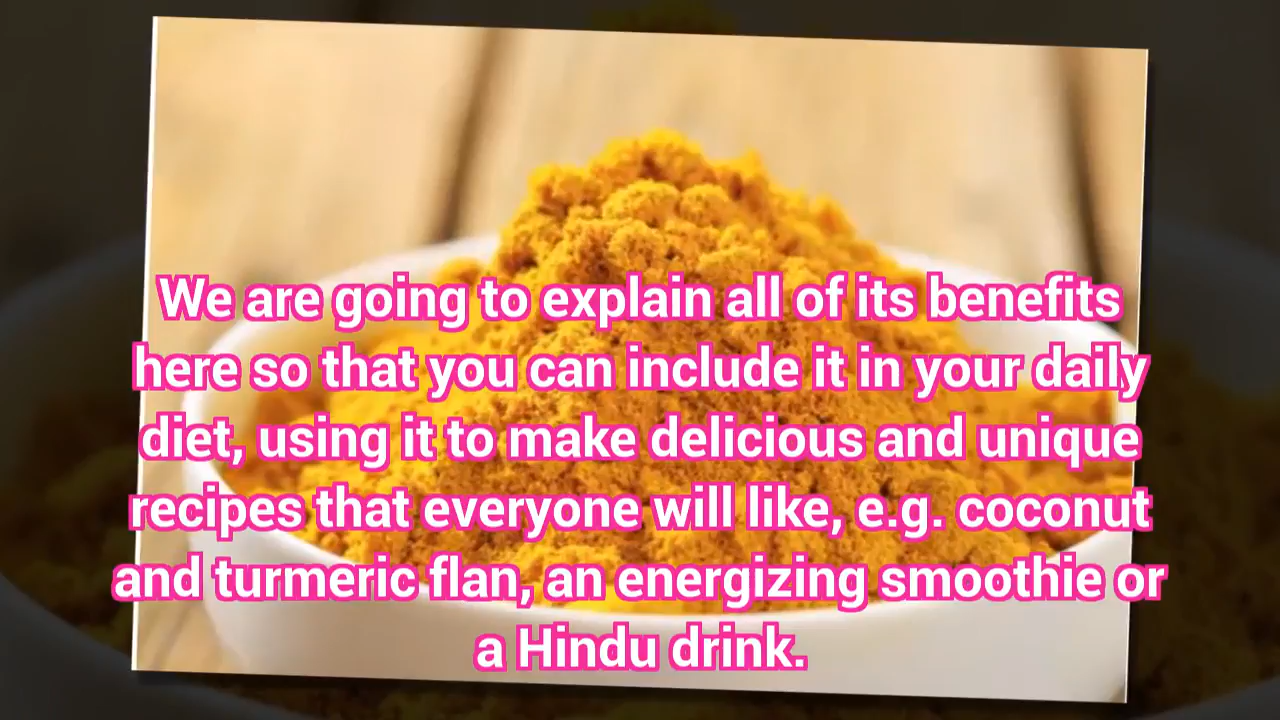 We are going to explain all of its benefits
here so that you can include it in your daily
diet, using it to make delicious and unique
recipes that everyone will like, e.g. coconut
and turmeric flan, an energizing smoothie or
a Hindu drink.